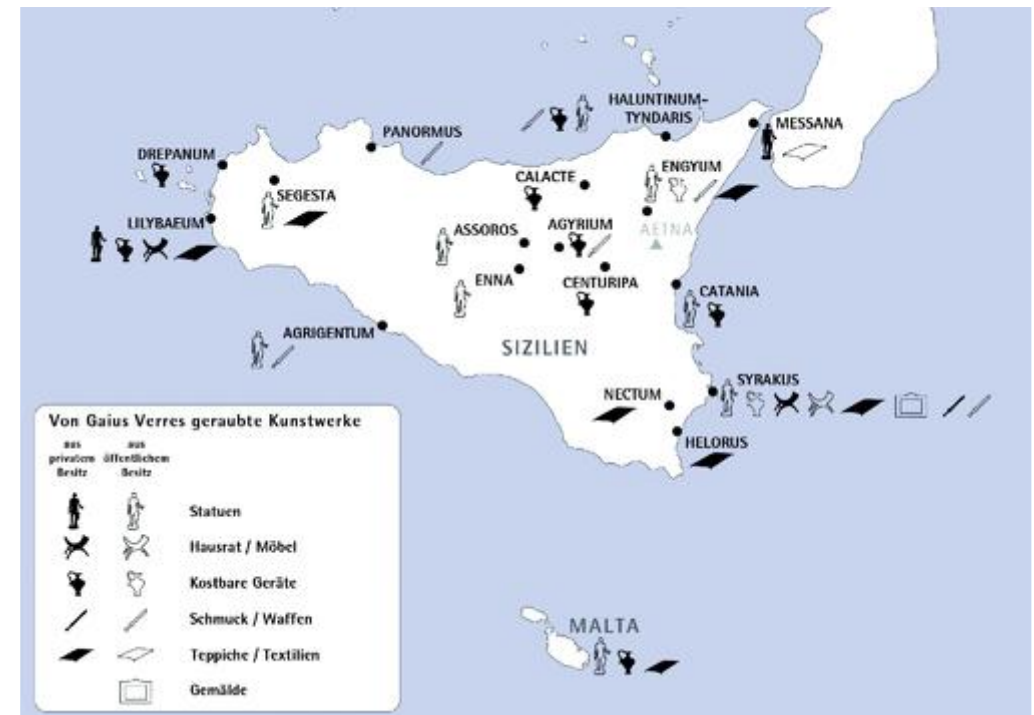 HALUNTINUM-
TYNDARIS
MESSANA
PANORMUS
DREPANUM
ENGYUM
CALACTE
SEGESTA
LILYBAEUM
ASSOROS
AGYRIUM
AETNA
ENNA
CENTURIPA
CATANIA
AGRIGENTUM
SIZILIEN
SYRAKUS
NECTUM
HELORUS
Von Gaius Verres geraubte Kunstwerke
aus
privatem
Besitz
aus
öffentlichem
Besitz
Statuen
Hausrat / Möbel
Kostbare Geräte
Schmuck / Waffen
Teppiche / Textilien
Gemälde
MALTA